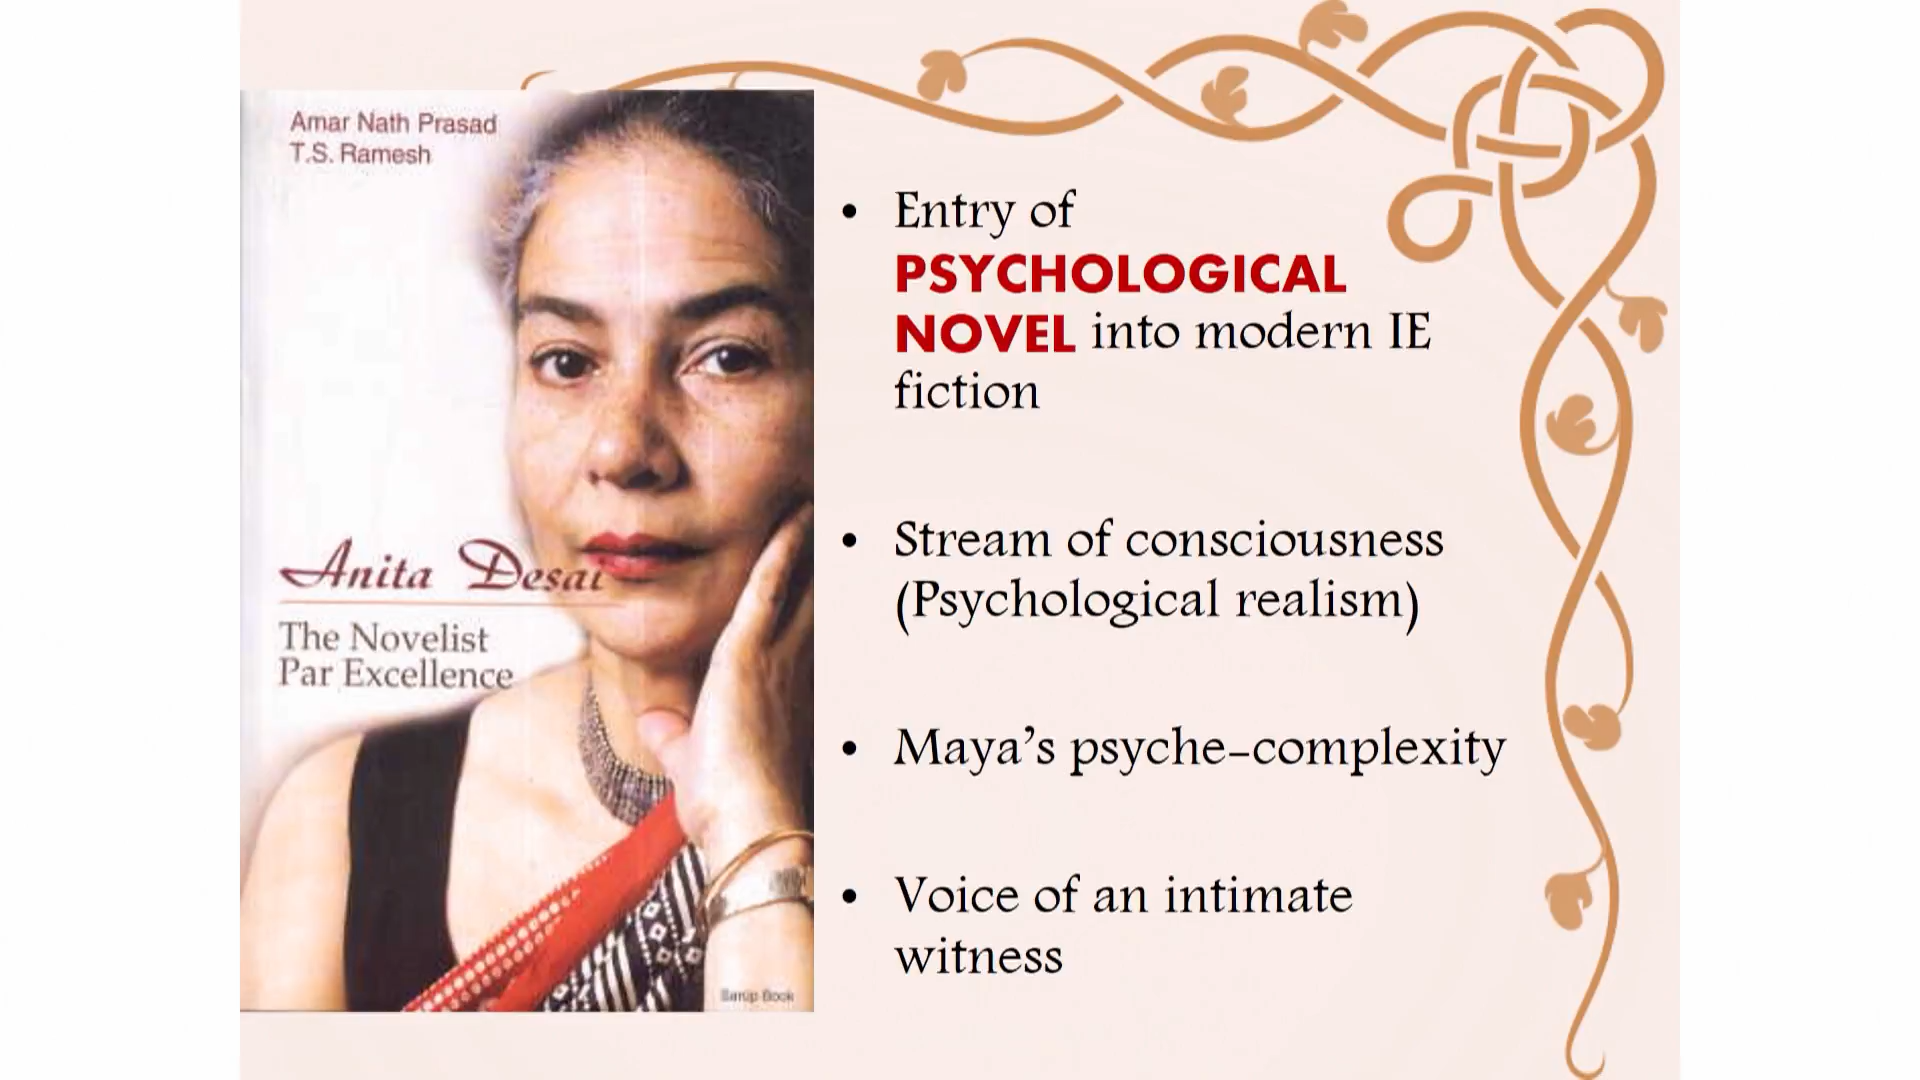 Amar Nath Prasad
T.S. Ramesh
Anita Desai
The Novelist
Par Excellence
Sarup Book
• Entry of
PSYCHOLOGICAL
NOVEL into modern IE
fiction
• Stream of consciousness
(Psychological realism)
• Maya’s psyche-complexity
• Voice of an intimate
witness